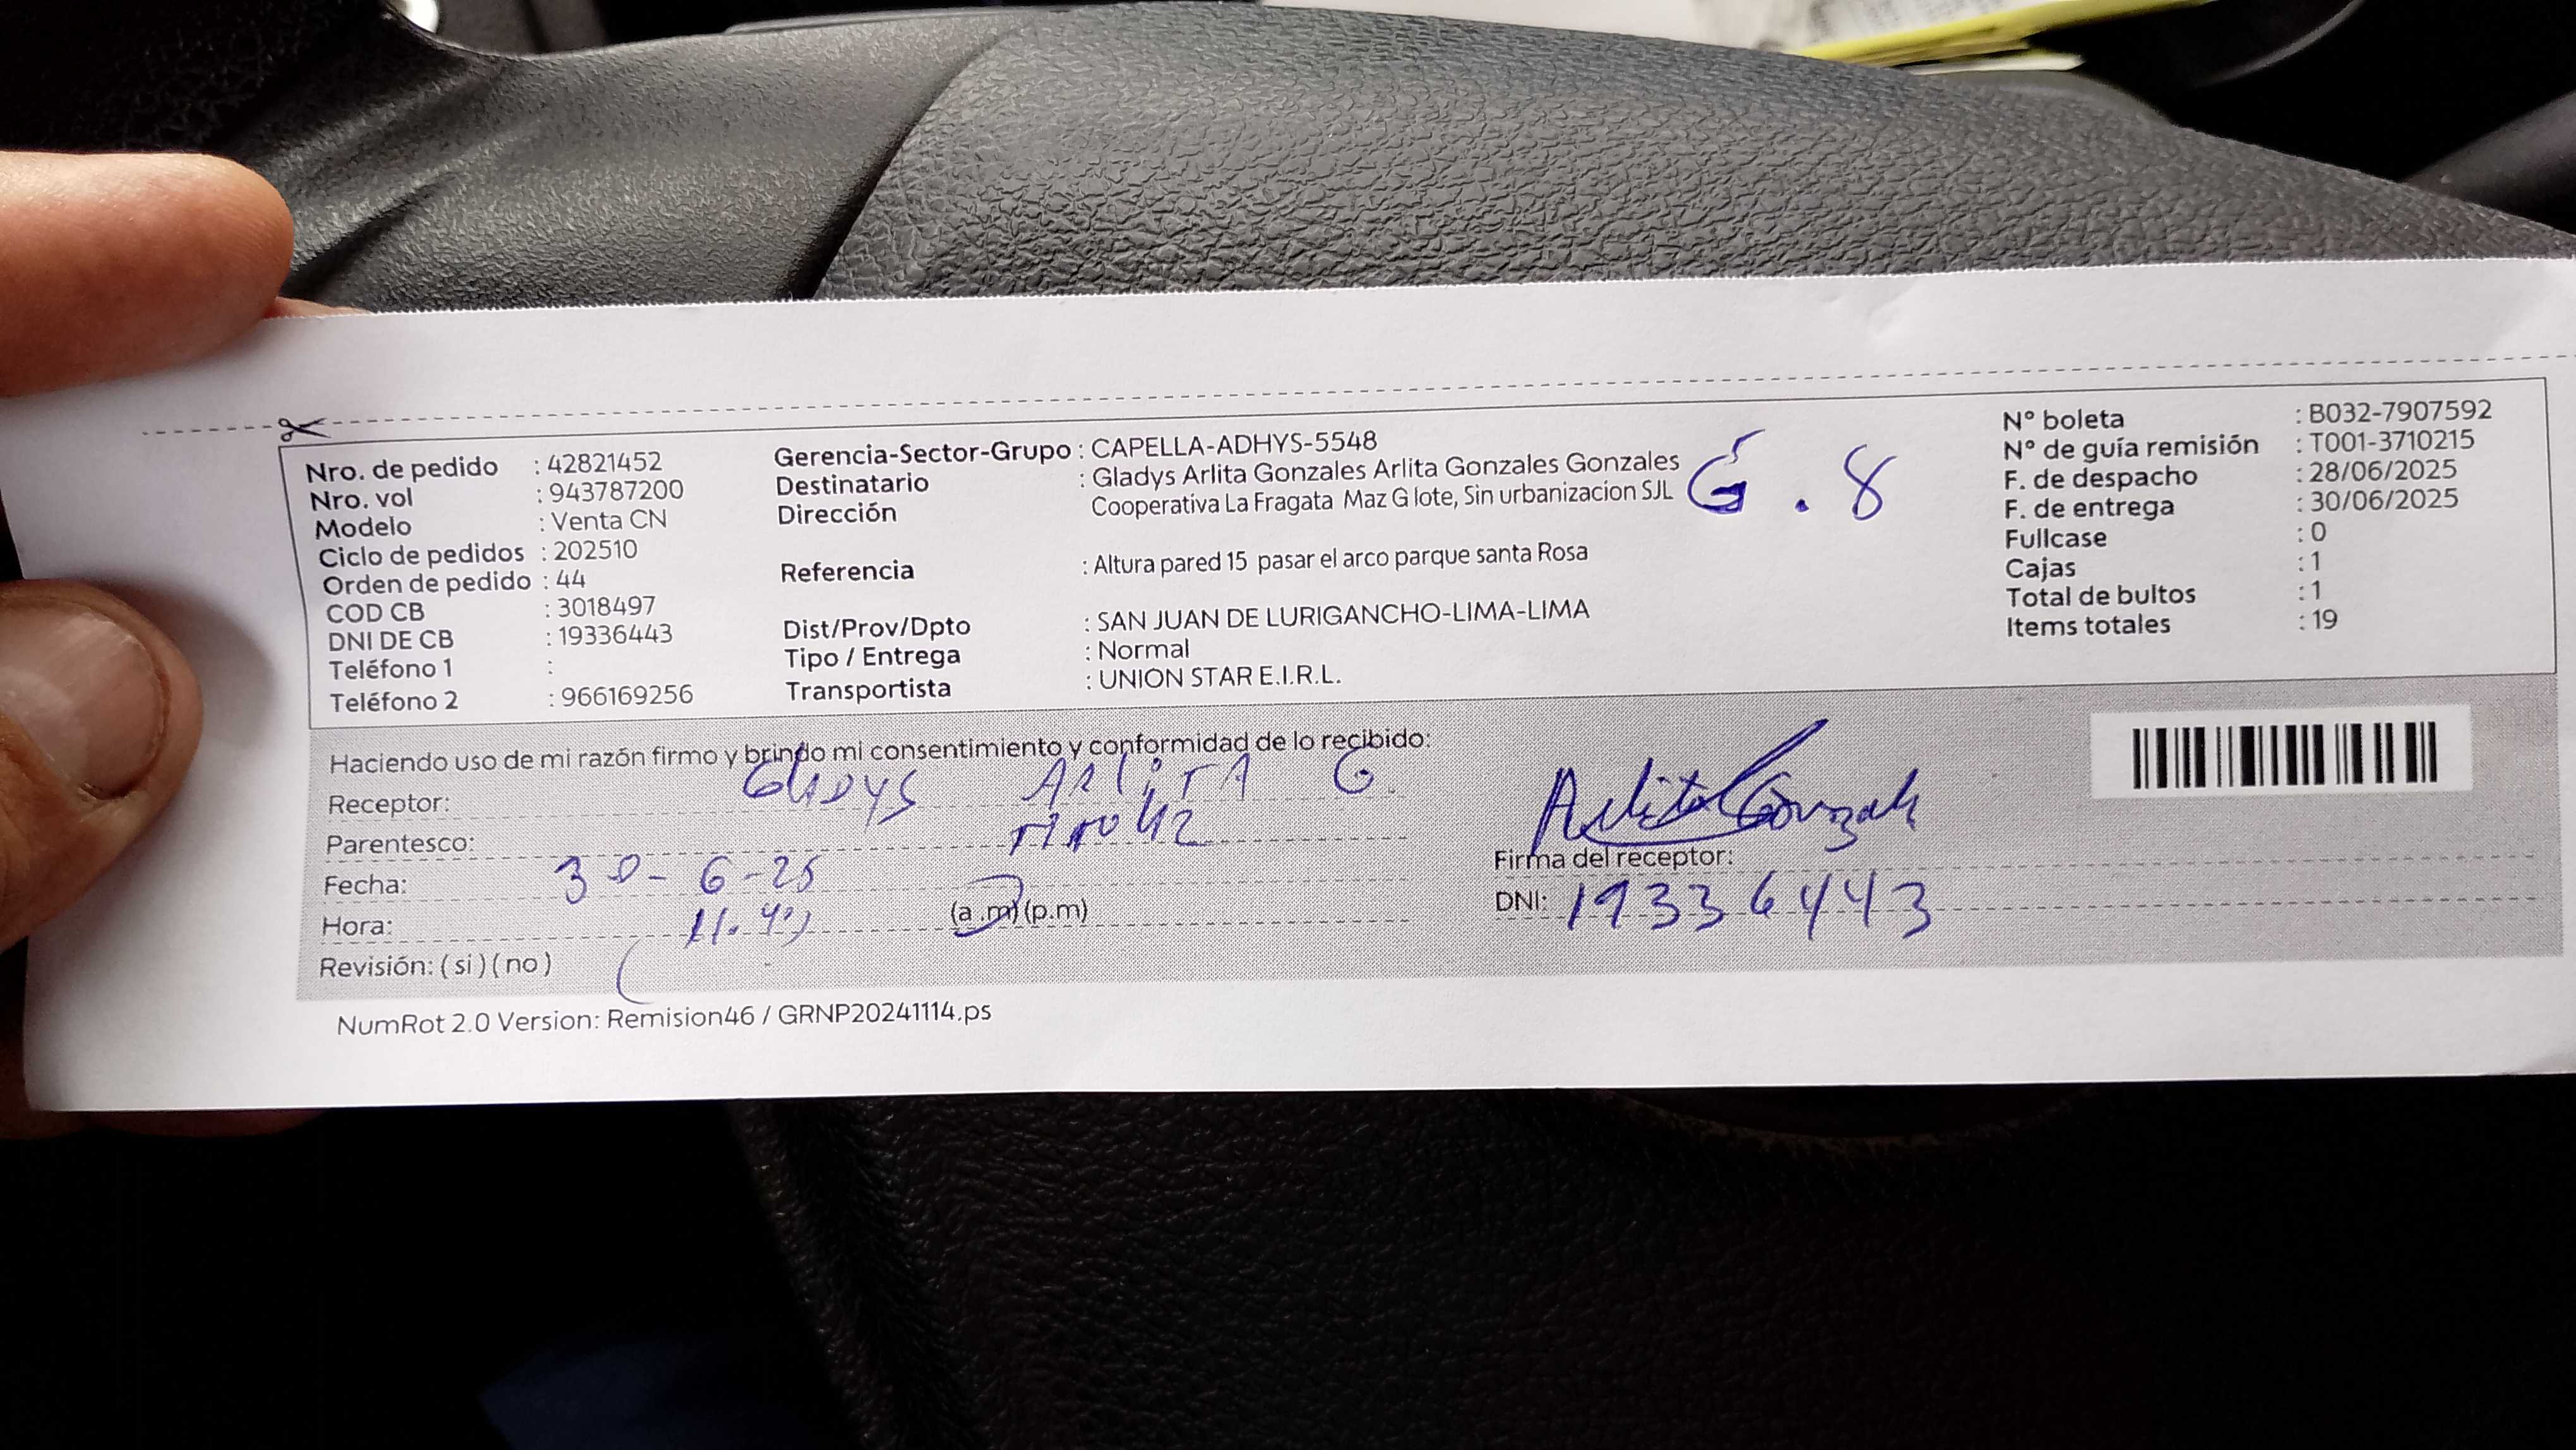 Nro. de pedido : 42821452
Nro. vol : 943787200
Modelo : Venta CN
Ciclo de pedidos : 202510
Orden de pedido : 44
COD CB : 3018497
DNI DE CB : 19336443
Teléfono 1 :
Teléfono 2 : 966169256
Gerencia-Sector-Grupo : CAPELLA-ADHYS-5548
Destinatario : Gladys Arlita Gonzales Arlita Gonzales Gonzales
Dirección Cooperativa La Fragata Maz G lote, Sin urbanizacion SJL
G . 8
Referencia : Altura pared 15 pasar el arco parque santa Rosa
Dist/Prov/Dpto : SAN JUAN DE LURIGANCHO-LIMA-LIMA
Tipo / Entrega : Normal
Transportista : UNION STAR E.I.R.L.
N° boleta : B032-7907592
N° de guía remisión : T001-3710215
F. de despacho : 28/06/2025
F. de entrega : 30/06/2025
Fullcase : 0
Cajas : 1
Total de bultos : 1
Items totales : 19
Haciendo uso de mi razón firmo y brindo mi consentimiento y conformidad de lo recibido:
Receptor: GLADYS ARLITA G.
Parentesco:
Fecha: 30-6-25
Hora: (a.m) (p.m)
Revisión: ( si ) ( no )
Arlita Gonzales
Firma del receptor:
DNI: 19336443
NumRot 2.0 Version: Remision46 / GRNP20241114.ps